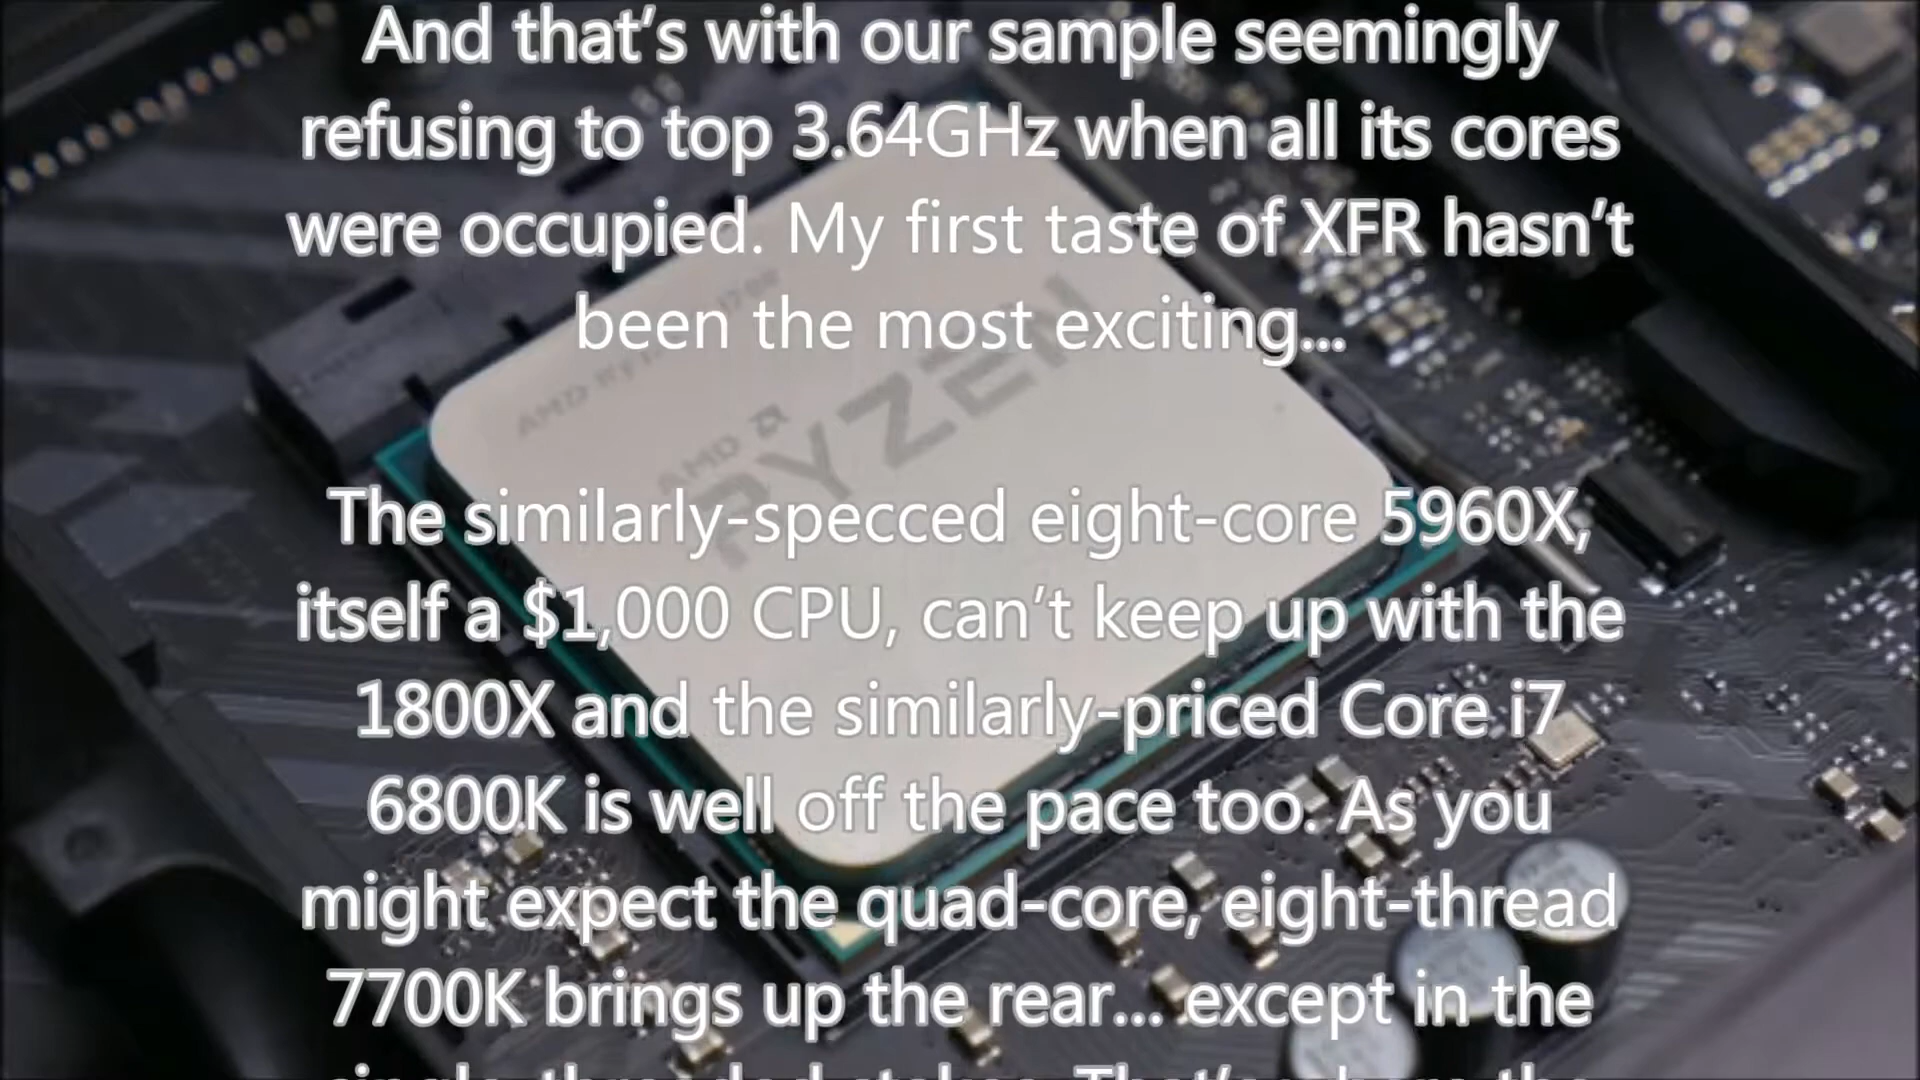 And that’s with our sample seemingly
refusing to top 3.64GHz when all its cores
were occupied. My first taste of XFR hasn’t
been the most exciting...
AMD
RYZEN
The similarly-specced eight-core 5960X,
itself a $1,000 CPU, can’t keep up with the
1800X and the similarly-priced Core i7
6800K is well off the pace too. As you
might expect the quad-core, eight-thread
7700K brings up the rear... except in the